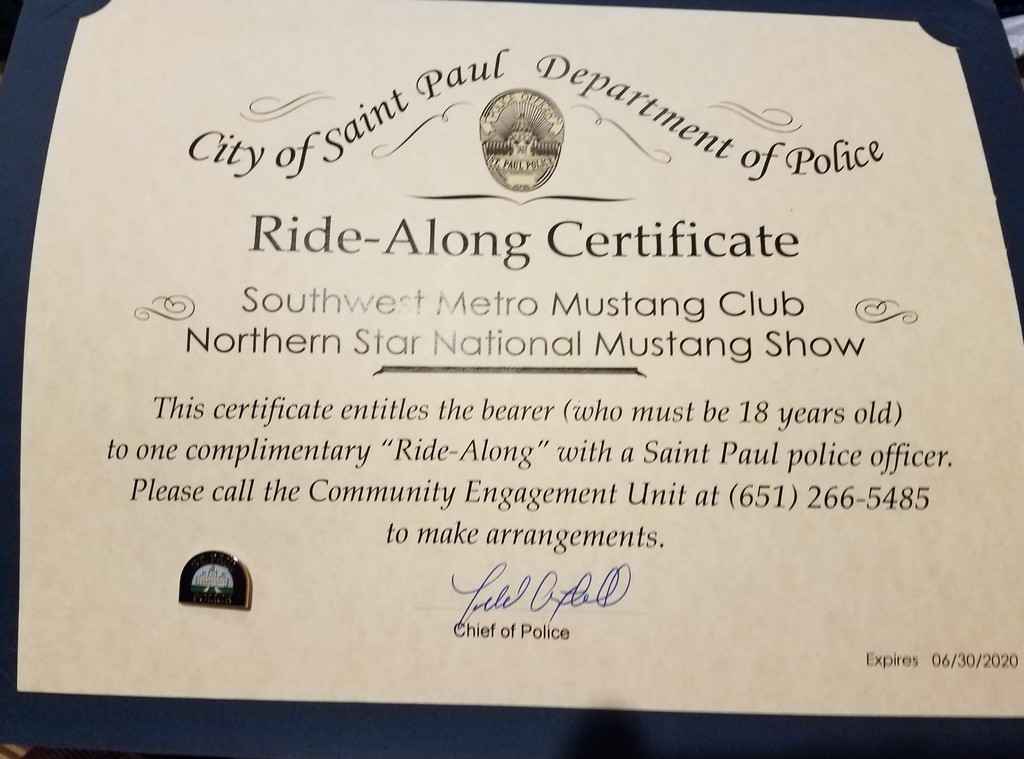 City of Saint Paul Department of Police
ST. PAUL POLICE
Ride-Along Certificate
Southwest Metro Mustang Club
Northern Star National Mustang Show
This certificate entitles the bearer (who must be 18 years old)
to one complimentary "Ride-Along" with a Saint Paul police officer.
Please call the Community Engagement Unit at (651) 266-5485
to make arrangements.
Chief of Police
Expires 06/30/2020